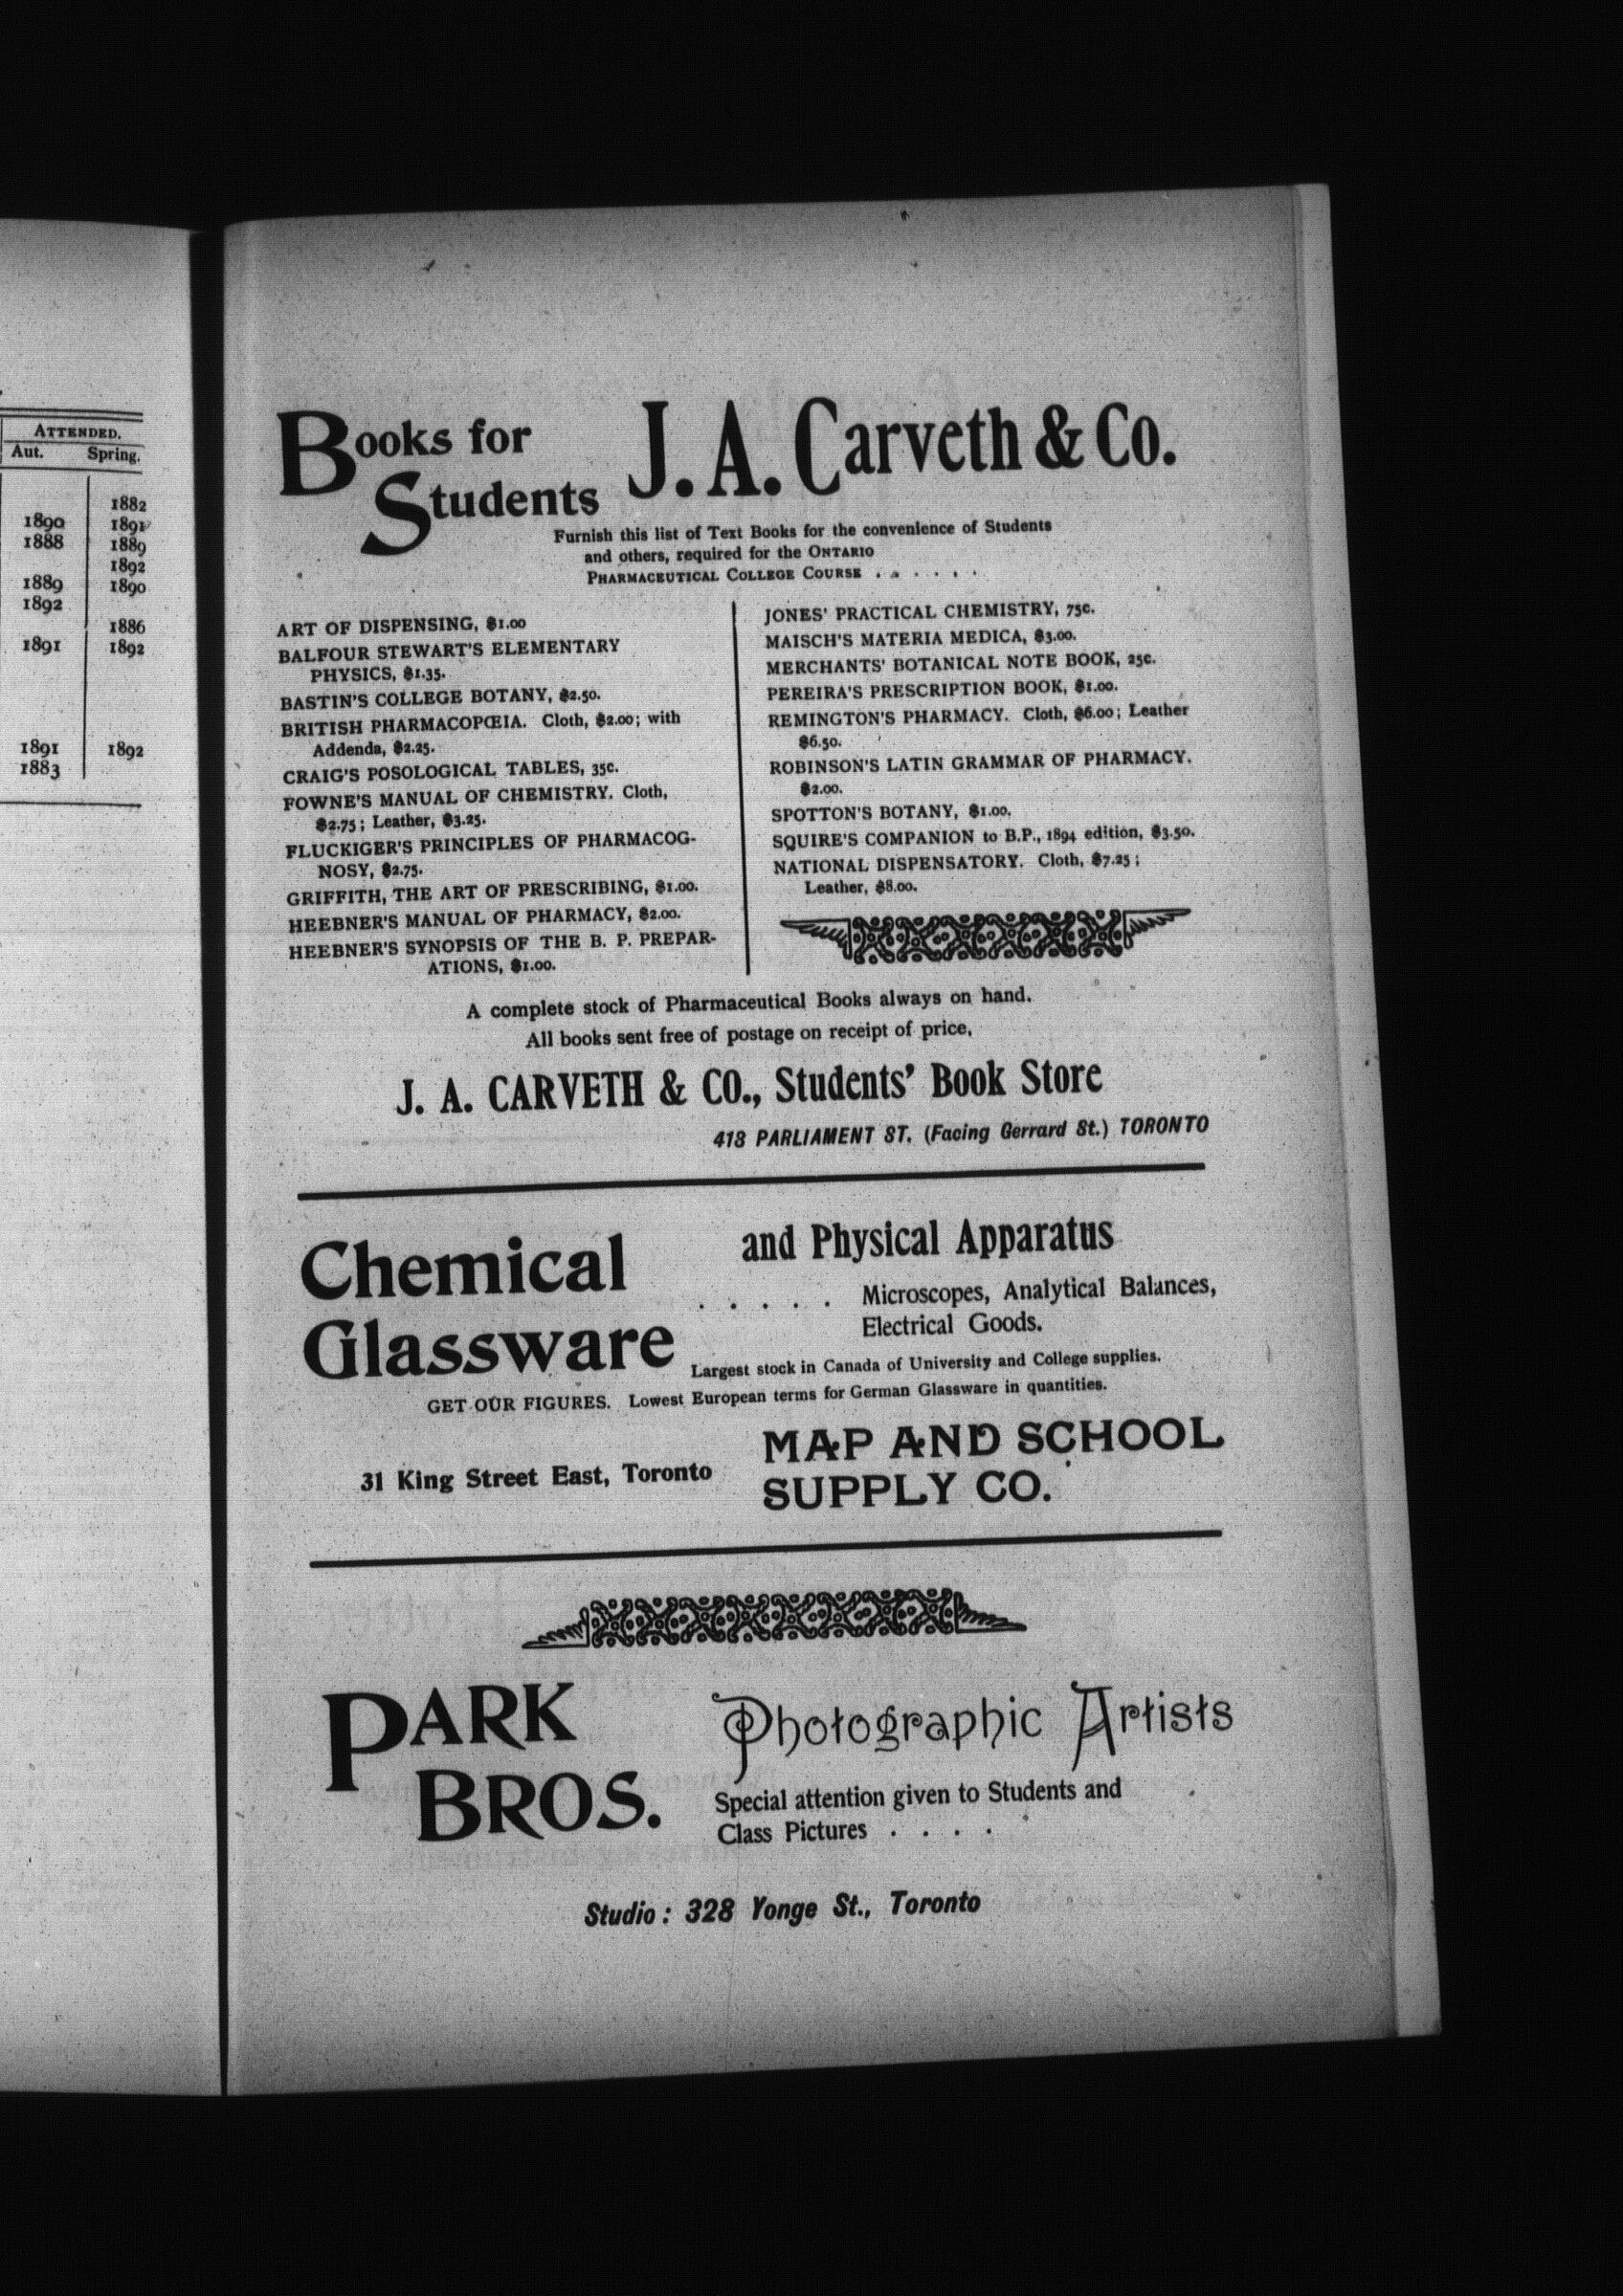 ATTENDED.
Aut. Spring.
1882
1890 1891
1888 1889
1892
1889 1890
1892
1886
1891 1892
1891 1892
1883
Books for
Students
J. A. Carveth & Co.
Furnish this list of Text Books for the convenience of Students
and others, required for the ONTARIO
PHARMACEUTICAL COLLEGE COURSE . . . . . .
ART OF DISPENSING, $1.00
BALFOUR STEWART'S ELEMENTARY
PHYSICS, $1.35.
BASTIN'S COLLEGE BOTANY, $2.50.
BRITISH PHARMACOPŒIA. Cloth, $2.00; with
Addenda, $2.25.
CRAIG'S POSOLOGICAL TABLES, 35c.
FOWNE'S MANUAL OF CHEMISTRY. Cloth,
$2.75; Leather, $3.25.
FLUCKIGER'S PRINCIPLES OF PHARMACOG-
NOSY, $2.75.
GRIFFITH, THE ART OF PRESCRIBING, $1.00.
HEEBNER'S MANUAL OF PHARMACY, $2.00.
HEEBNER'S SYNOPSIS OF THE B. P. PREPAR-
ATIONS, $1.00.
JONES' PRACTICAL CHEMISTRY, 75c.
MAISCH'S MATERIA MEDICA, $3.00.
MERCHANTS' BOTANICAL NOTE BOOK, 25c.
PEREIRA'S PRESCRIPTION BOOK, $1.00.
REMINGTON'S PHARMACY. Cloth, $6.00; Leather
$6.50.
ROBINSON'S LATIN GRAMMAR OF PHARMACY.
$2.00.
SPOTTON'S BOTANY, $1.00.
SQUIRE'S COMPANION to B.P., 1894 edition, $3.50.
NATIONAL DISPENSATORY. Cloth, $7.25;
Leather, $8.00.
A complete stock of Pharmaceutical Books always on hand.
All books sent free of postage on receipt of price,
J. A. CARVETH & CO., Students' Book Store
413 PARLIAMENT ST. (Facing Gerrard St.) TORONTO
Chemical
Glassware
and Physical Apparatus
. . . . . Microscopes, Analytical Balances,
Electrical Goods.
Largest stock in Canada of University and College supplies.
GET OUR FIGURES. Lowest European terms for German Glassware in quantities.
31 King Street East, Toronto
MAP AND SCHOOL
SUPPLY CO.
PARK
BROS.
Photographic Artists
Special attention given to Students and
Class Pictures . . . .
Studio: 328 Yonge St., Toronto